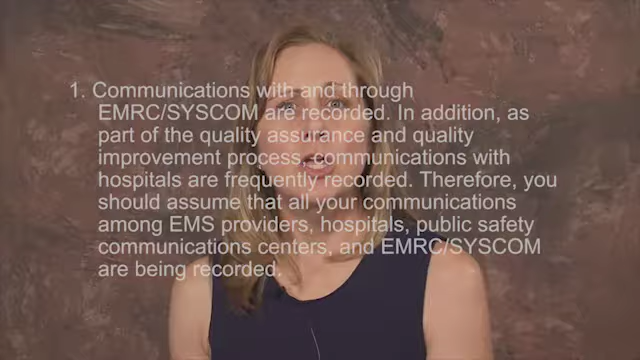 1. Communications with and through
EMRC/SYSCOM are recorded. In addition, as
part of the quality assurance and quality
improvement process, communications with
hospitals are frequently recorded. Therefore, you
should assume that all your communications
among EMS providers, hospitals, public safety
communications centers, and EMRC/SYSCOM
are being recorded.